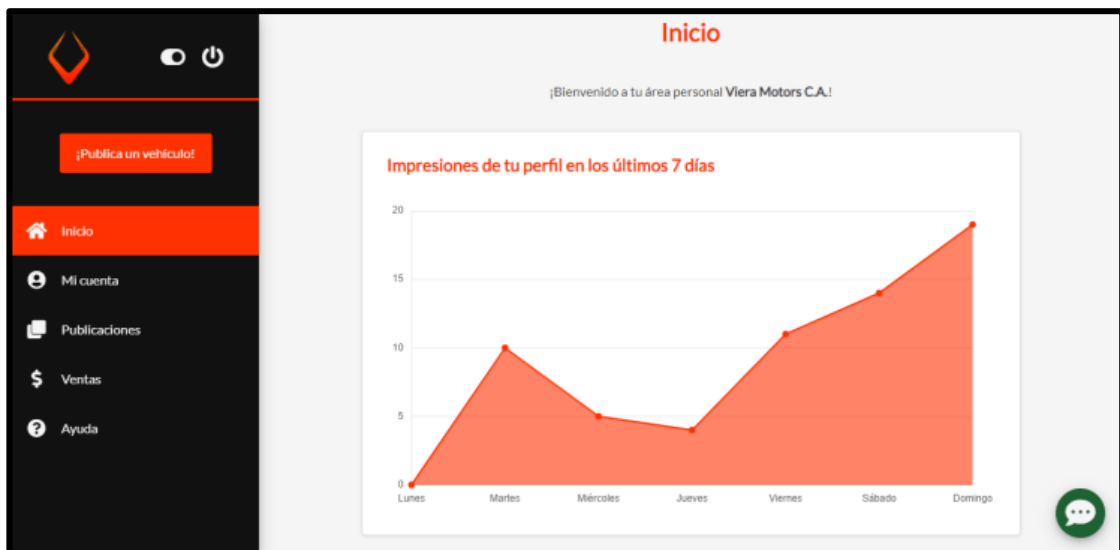 Inicio
¡Bienvenido a tu área personal Viera Motors C.A.!
¡Publica un vehículo!
Inicio
Mi cuenta
Publicaciones
Ventas
Ayuda
Impresiones de tu perfil en los últimos 7 días
20
15
10
5
0
Lunes Martes Miércoles Jueves Viernes Sábado Domingo